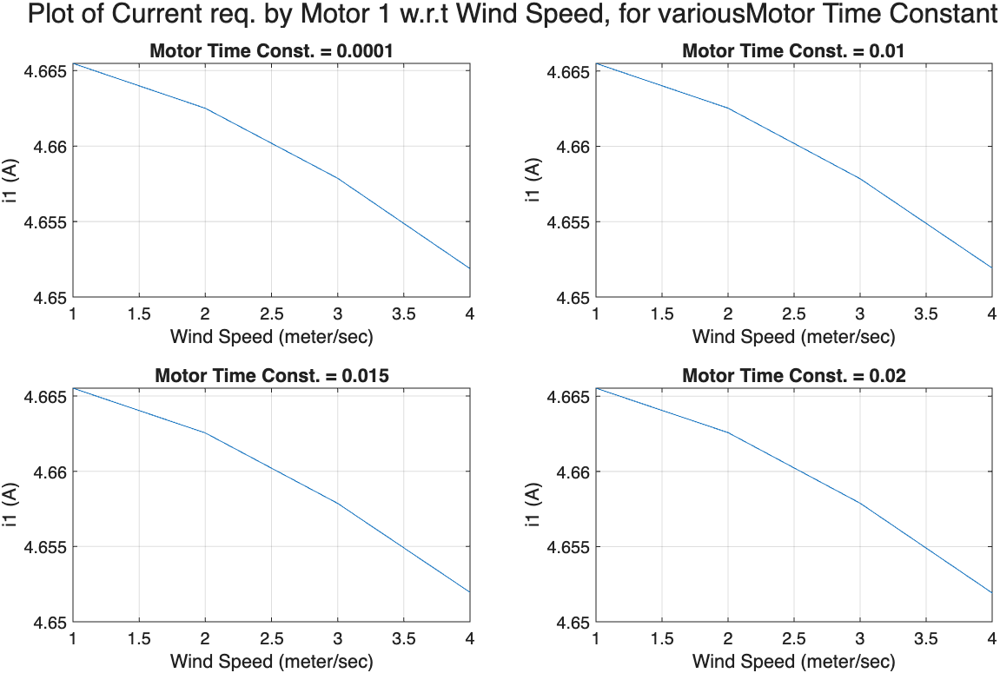 Plot of Current req. by Motor 1 w.r.t Wind Speed, for variousMotor Time Constant
Motor Time Const. = 0.0001
4.665
4.66
4.655
4.65
i1 (A)
1 1.5 2 2.5 3 3.5 4
Wind Speed (meter/sec)
Motor Time Const. = 0.01
4.665
4.66
4.655
4.65
i1 (A)
1 1.5 2 2.5 3 3.5 4
Wind Speed (meter/sec)
Motor Time Const. = 0.015
4.665
4.66
4.655
4.65
i1 (A)
1 1.5 2 2.5 3 3.5 4
Wind Speed (meter/sec)
Motor Time Const. = 0.02
4.665
4.66
4.655
4.65
i1 (A)
1 1.5 2 2.5 3 3.5 4
Wind Speed (meter/sec)